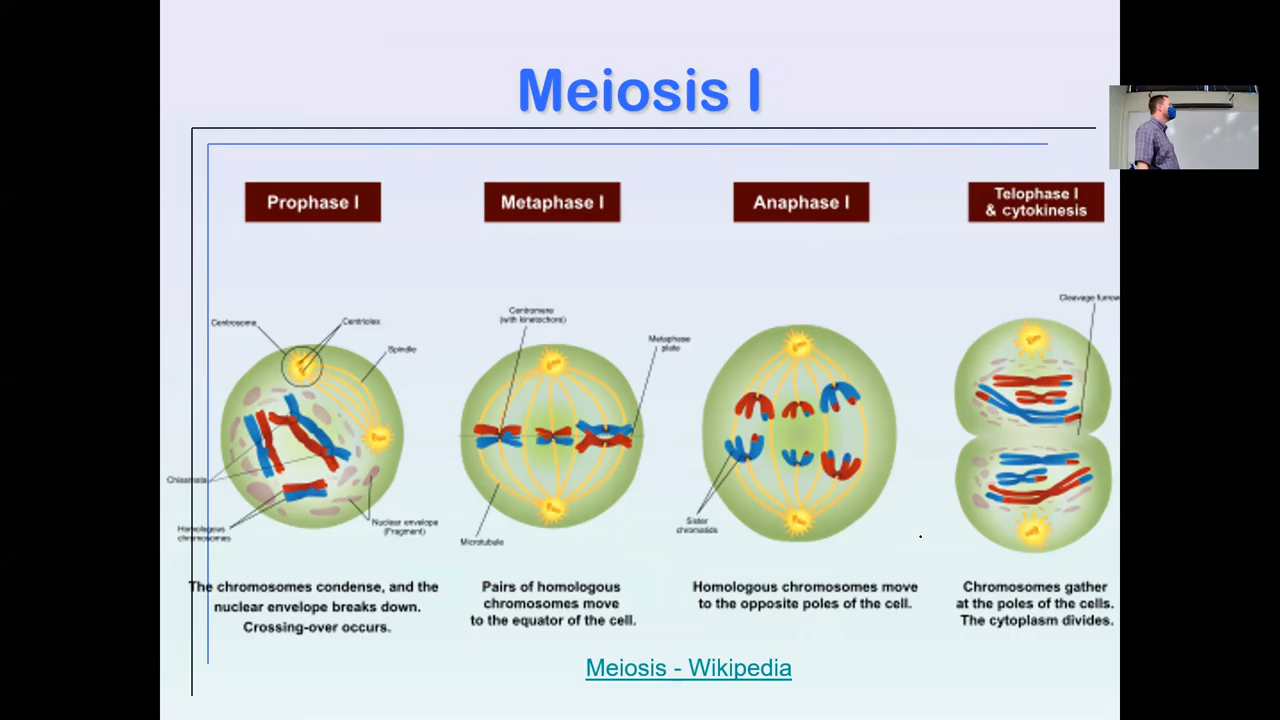 Meiosis I
Prophase I
Metaphase I
Anaphase I
Telophase I
& cytokinesis
Centrosome
Centrioles
Spindle
Chiasmata
Homologous
chromosomes
Nuclear envelope
(Fragment)
Centromere
(with kinetochore)
Metaphase
plate
Microtubule
Sister
chromatids
Cleavage furrow
The chromosomes condense, and the
nuclear envelope breaks down.
Crossing-over occurs.
Pairs of homologous
chromosomes move
to the equator of the cell.
Homologous chromosomes move
to the opposite poles of the cell.
Chromosomes gather
at the poles of the cells.
The cytoplasm divides.
Meiosis - Wikipedia